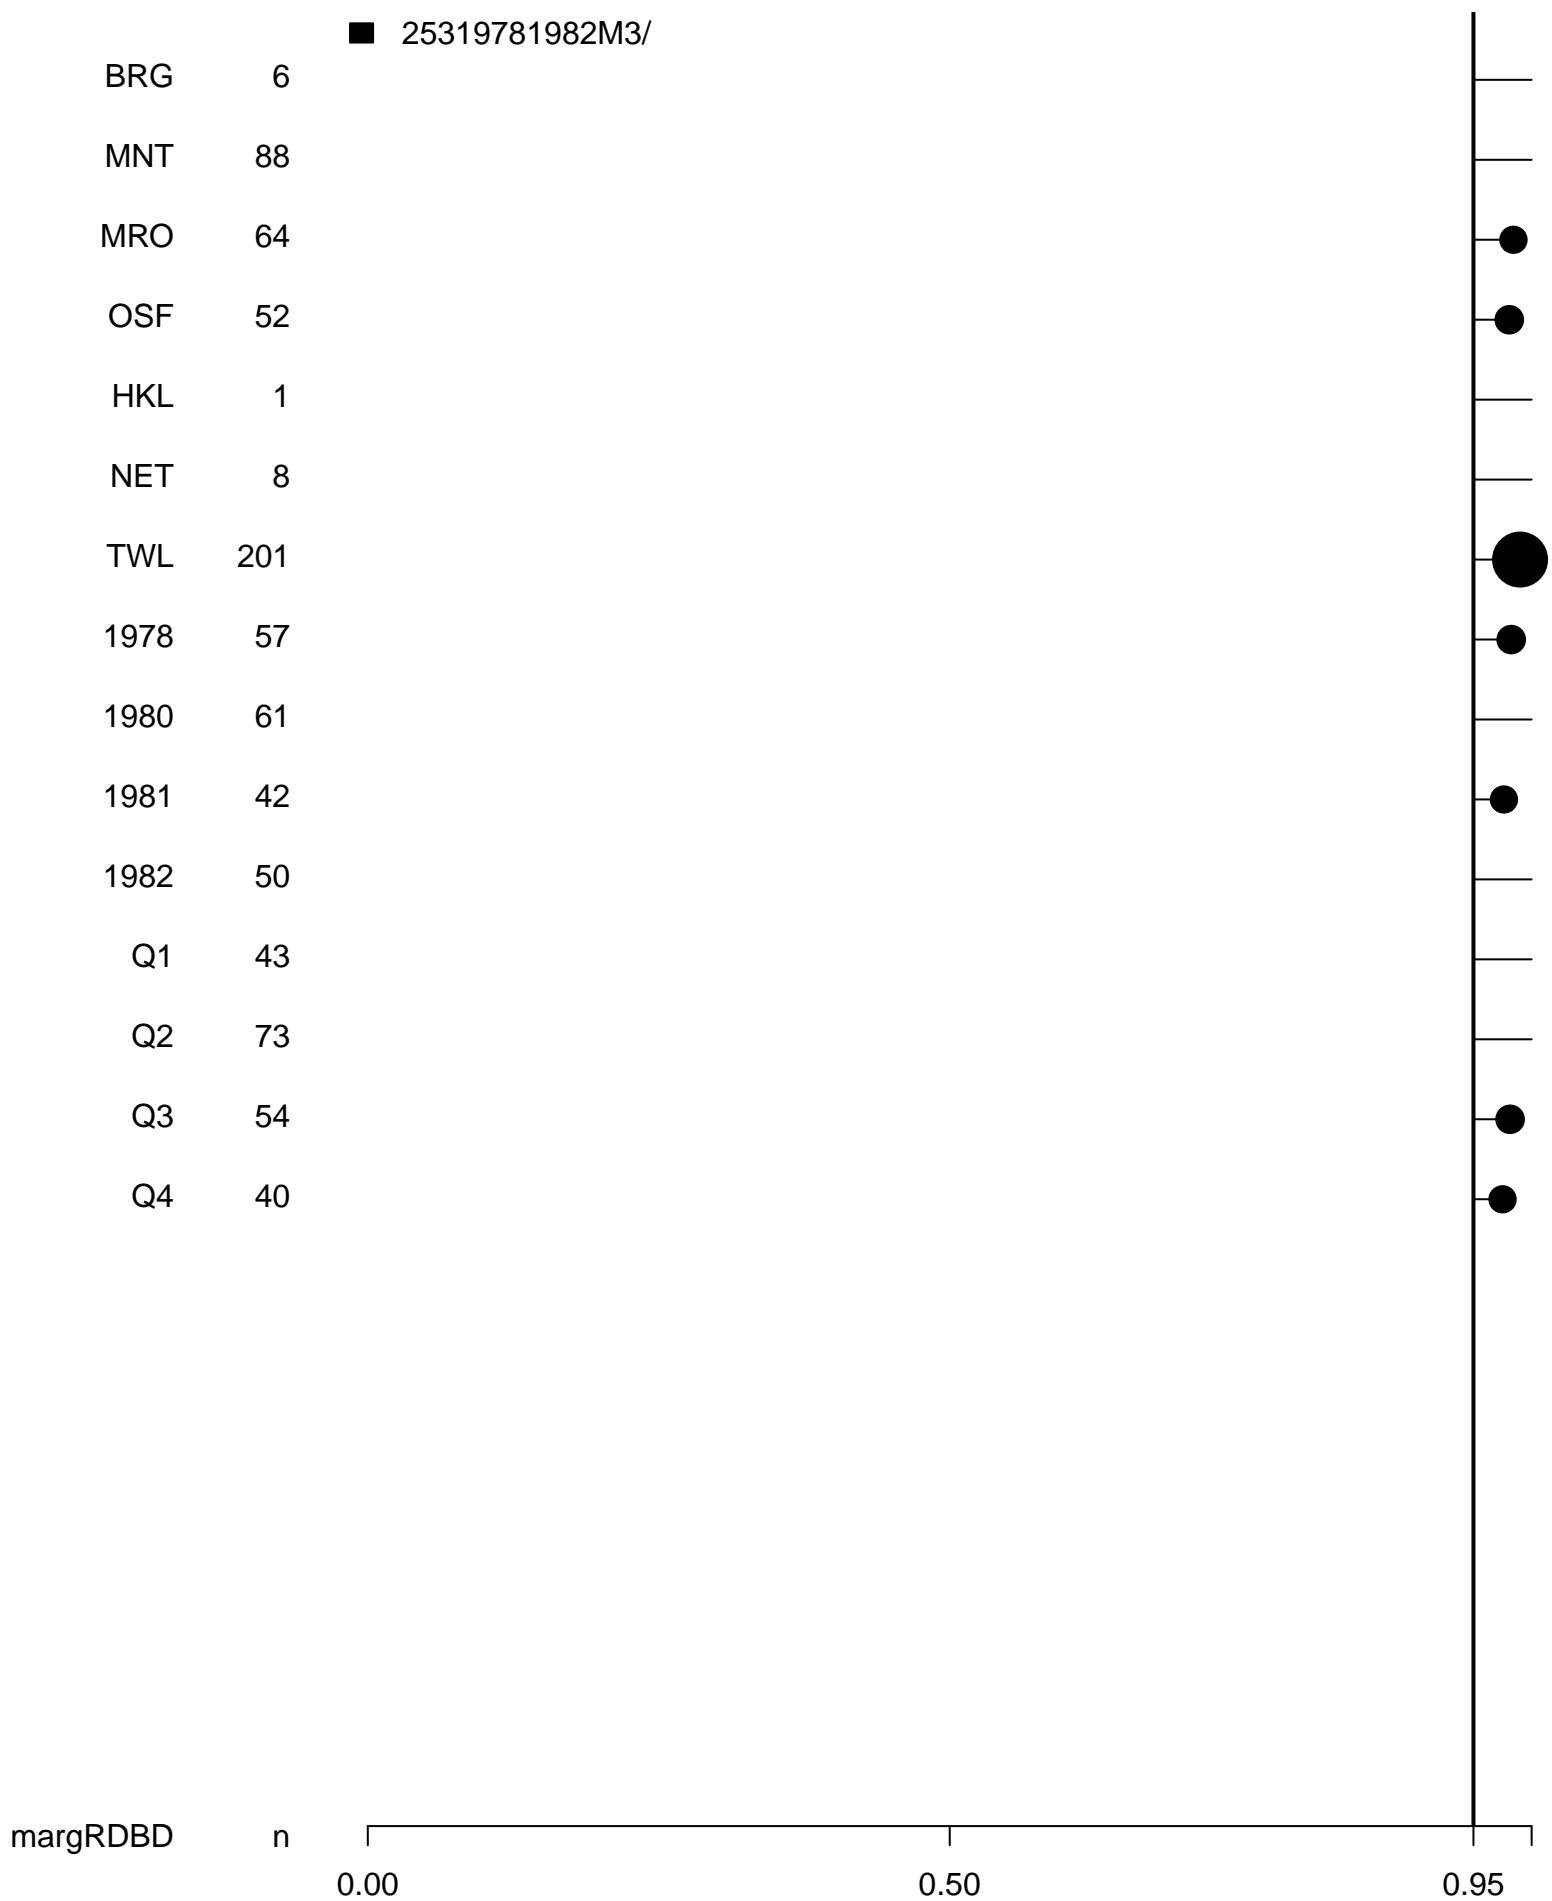 25319781982M3/
BRG 6
MNT 88
MRO 64
OSF 52
HKL 1
NET 8
TWL 201
1978 57
1980 61
1981 42
1982 50
Q1 43
Q2 73
Q3 54
Q4 40
margRDBD n
0.00 0.50 0.95